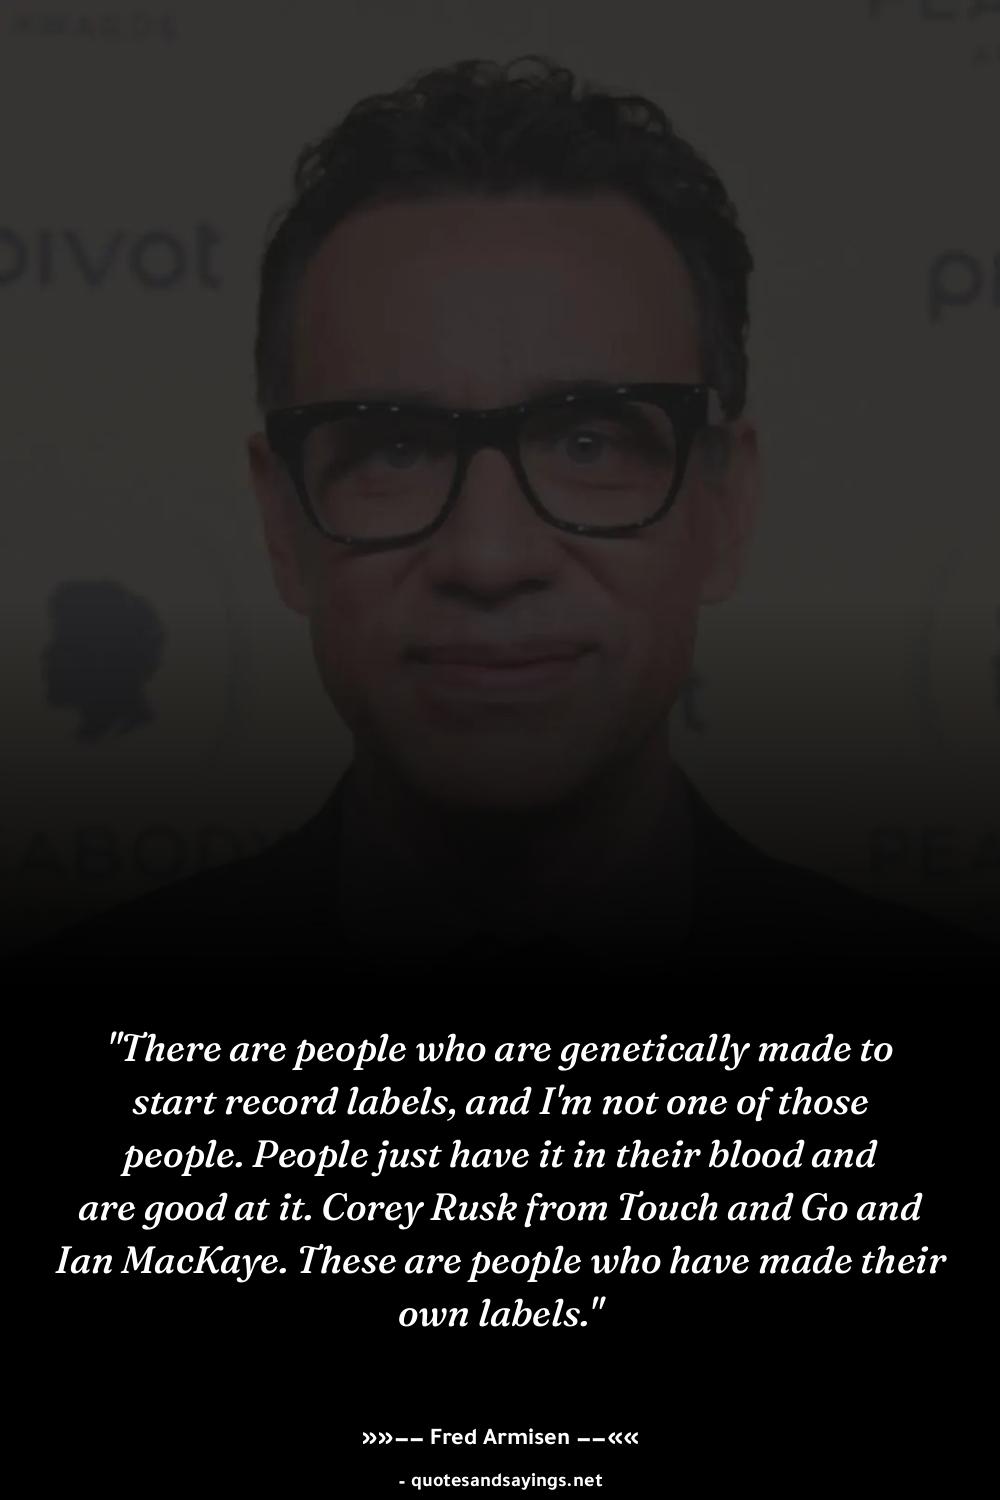 AWARDS
pivot
"There are people who are genetically made to
start record labels, and I'm not one of those
people. People just have it in their blood and
are good at it. Corey Rusk from Touch and Go and
Ian MacKaye. These are people who have made their
own labels."
»»–– Fred Armisen ––««
- quotesandsayings.net